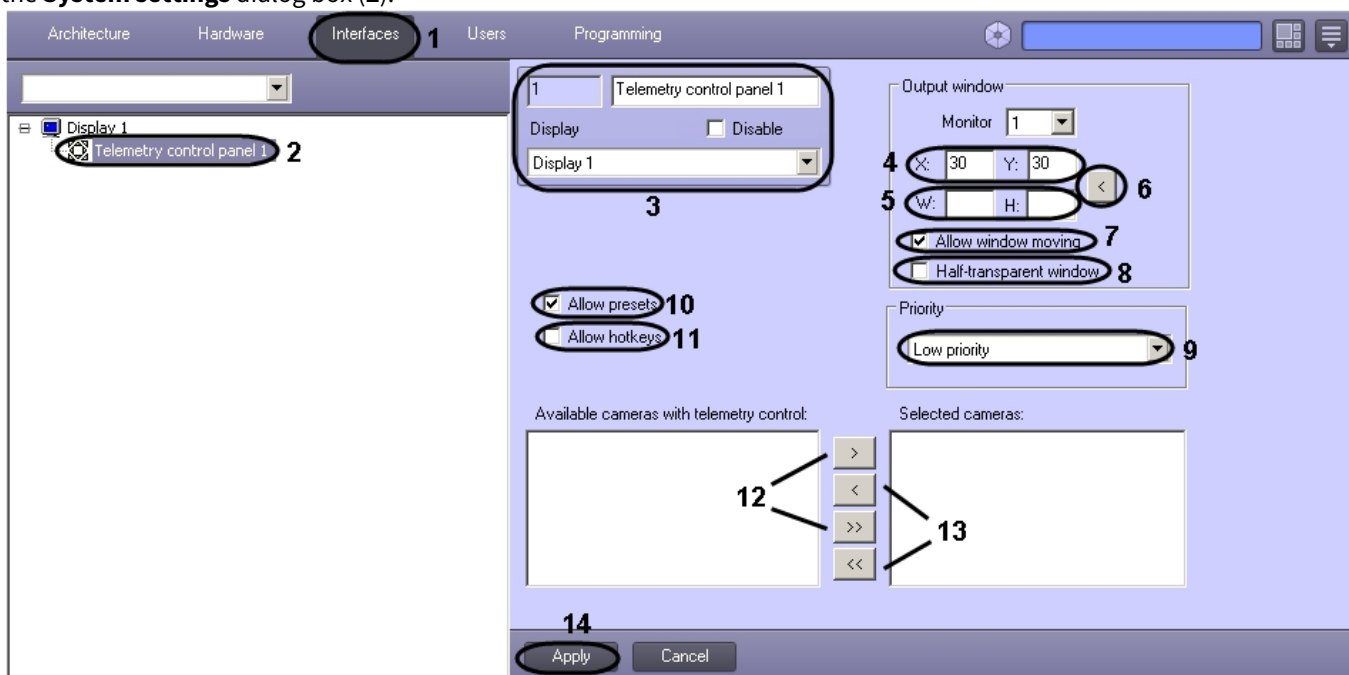 the System settings dialog box (2).
Architecture Hardware Interfaces 1 Users Programming
1 Telemetry control panel 1
Display Disable
Display 1
3
Display 1
Telemetry control panel 1 2
Output window
Monitor 1
4 X: 30 Y: 30
< 6
5 W: H:
Allow window moving 7
Half-transparent window 8
Allow presets 10
Allow hotkeys 11
Priority
Low priority 9
Available cameras with telemetry control:
Selected cameras:
>
<
>>
<<
12
13
14
Apply Cancel